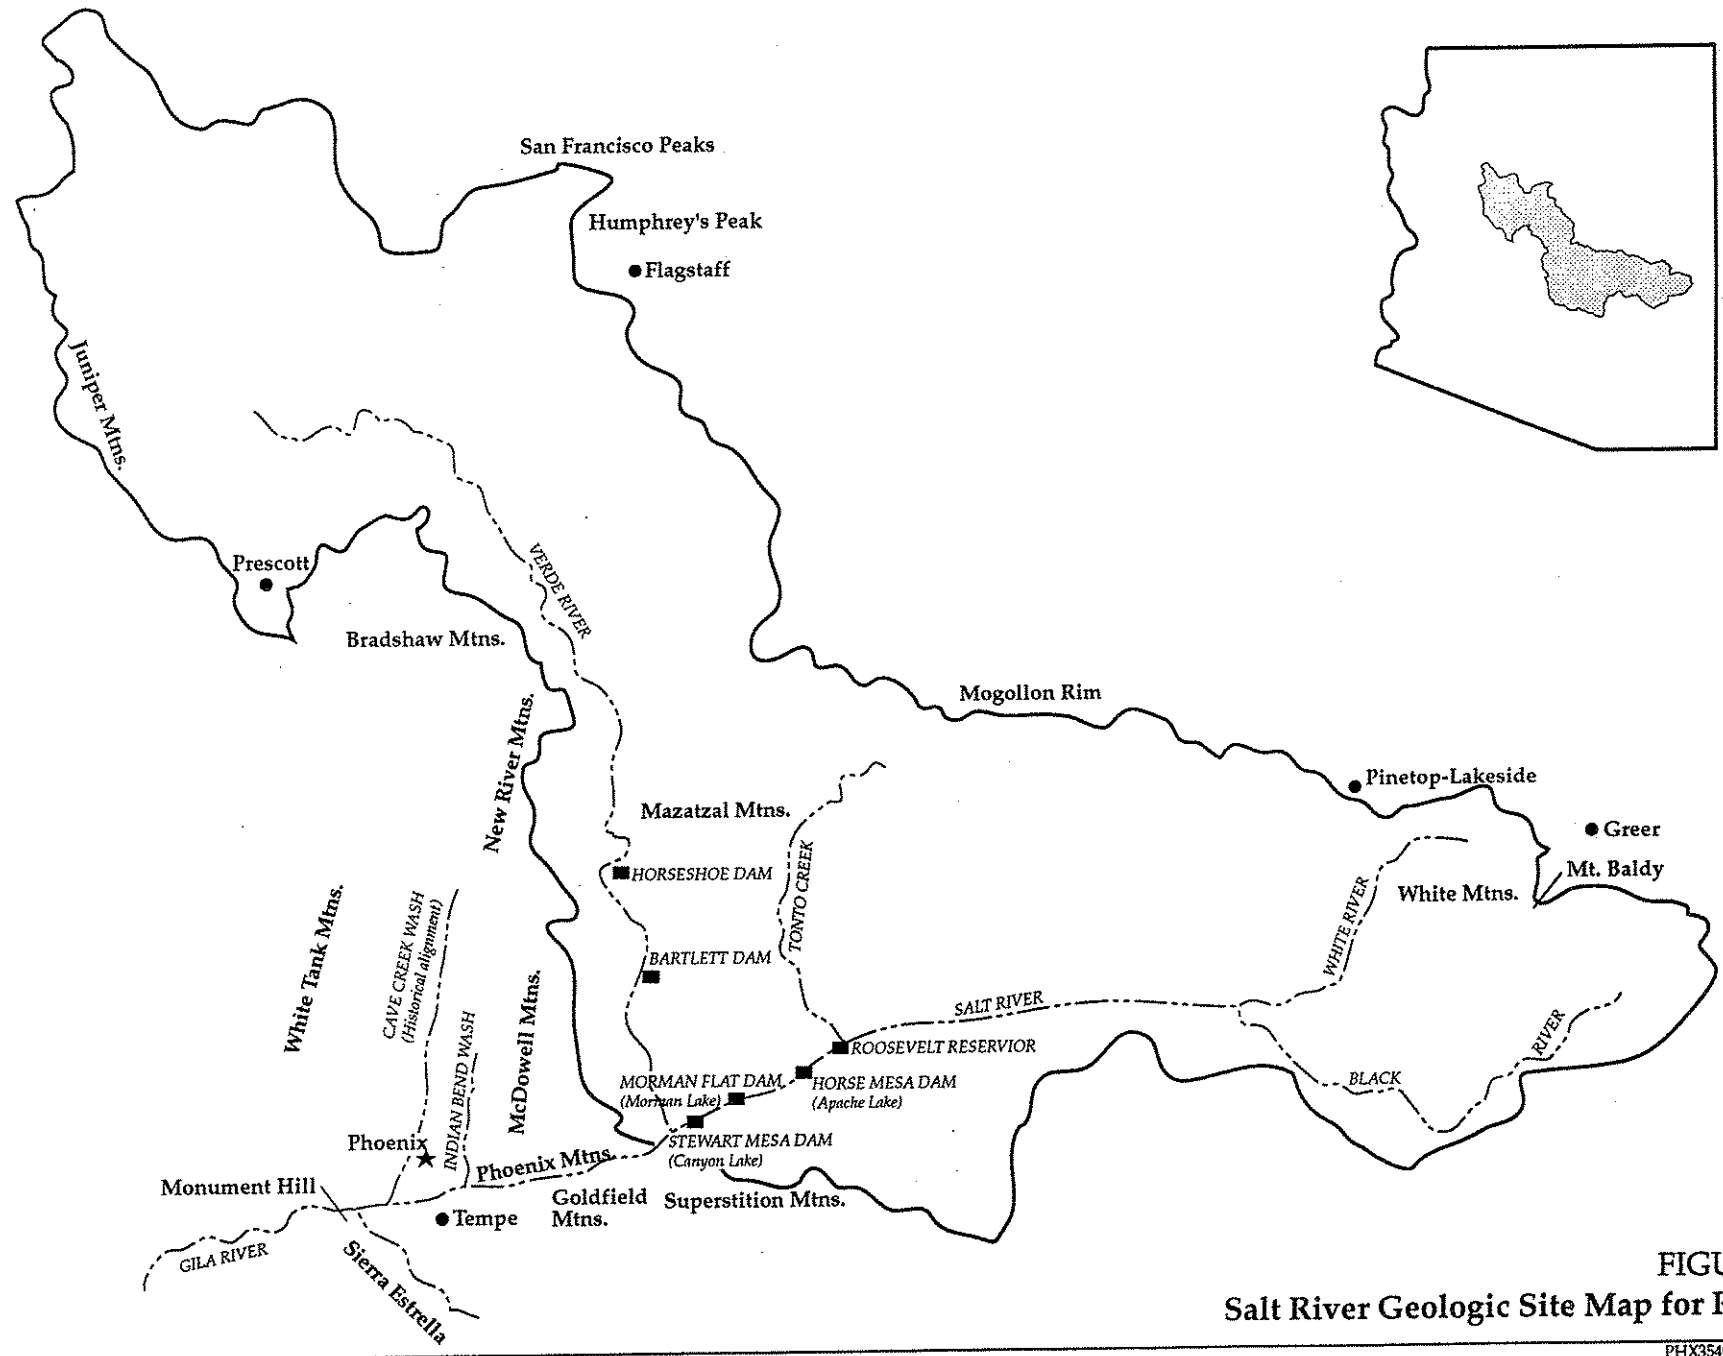 San Francisco Peaks
Humphrey's Peak
Flagstaff
Juniper Mtns.
VERDE RIVER
Prescott
Bradshaw Mtns.
New River Mtns.
Mogollon Rim
Pinetop-Lakeside
Greer
Mt. Baldy
White Mtns.
Mazatzal Mtns.
TONTO CREEK
HORSESHOE DAM
WHITE RIVER
White Tank Mtns.
CAVE CREEK WASH
(Historical alignment)
BARTLETT DAM
McDowell Mtns.
INDIAN BEND WASH
SALT RIVER
ROOSEVELT RESERVIOR
RIVER
BLACK
MORMAN FLAT DAM
(Morman Lake)
HORSE MESA DAM
(Apache Lake)
STEWART MESA DAM
(Canyon Lake)
Phoenix
Phoenix Mtns.
Monument Hill
Goldfield
Mtns.
Superstition Mtns.
Tempe
GILA RIVER
Sierra Estrella
FIGU
Salt River Geologic Site Map for
PHX354